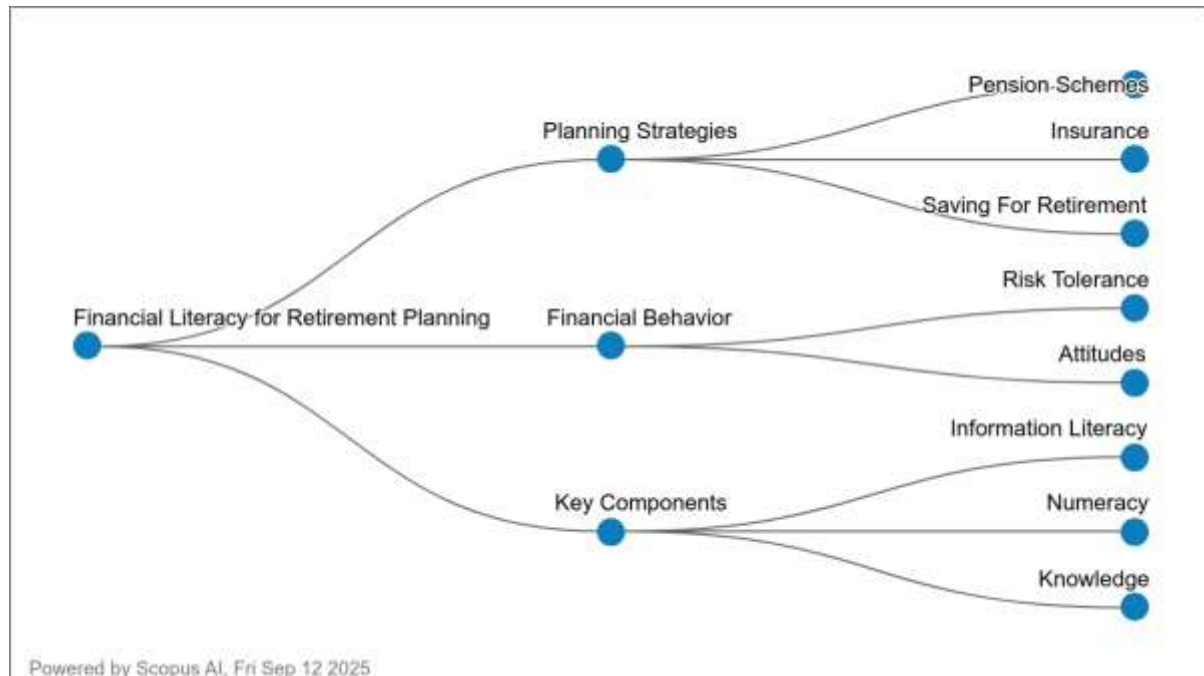 Pension Schemes
Planning Strategies
Insurance
Saving For Retirement
Risk Tolerance
Financial Literacy for Retirement Planning
Financial Behavior
Attitudes
Information Literacy
Key Components
Numeracy
Knowledge
Powered by Scopus AI, Fri Sep 12 2025